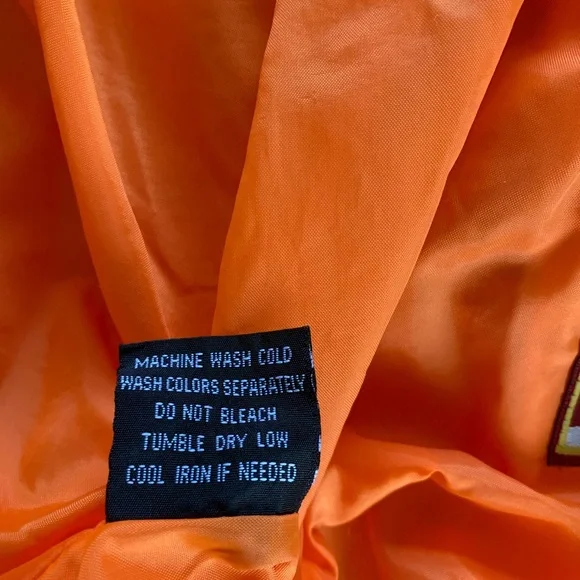 MACHINE WASH COLD
WASH COLORS SEPARATELY
DO NOT BLEACH
TUMBLE DRY LOW
COOL IRON IF NEEDED